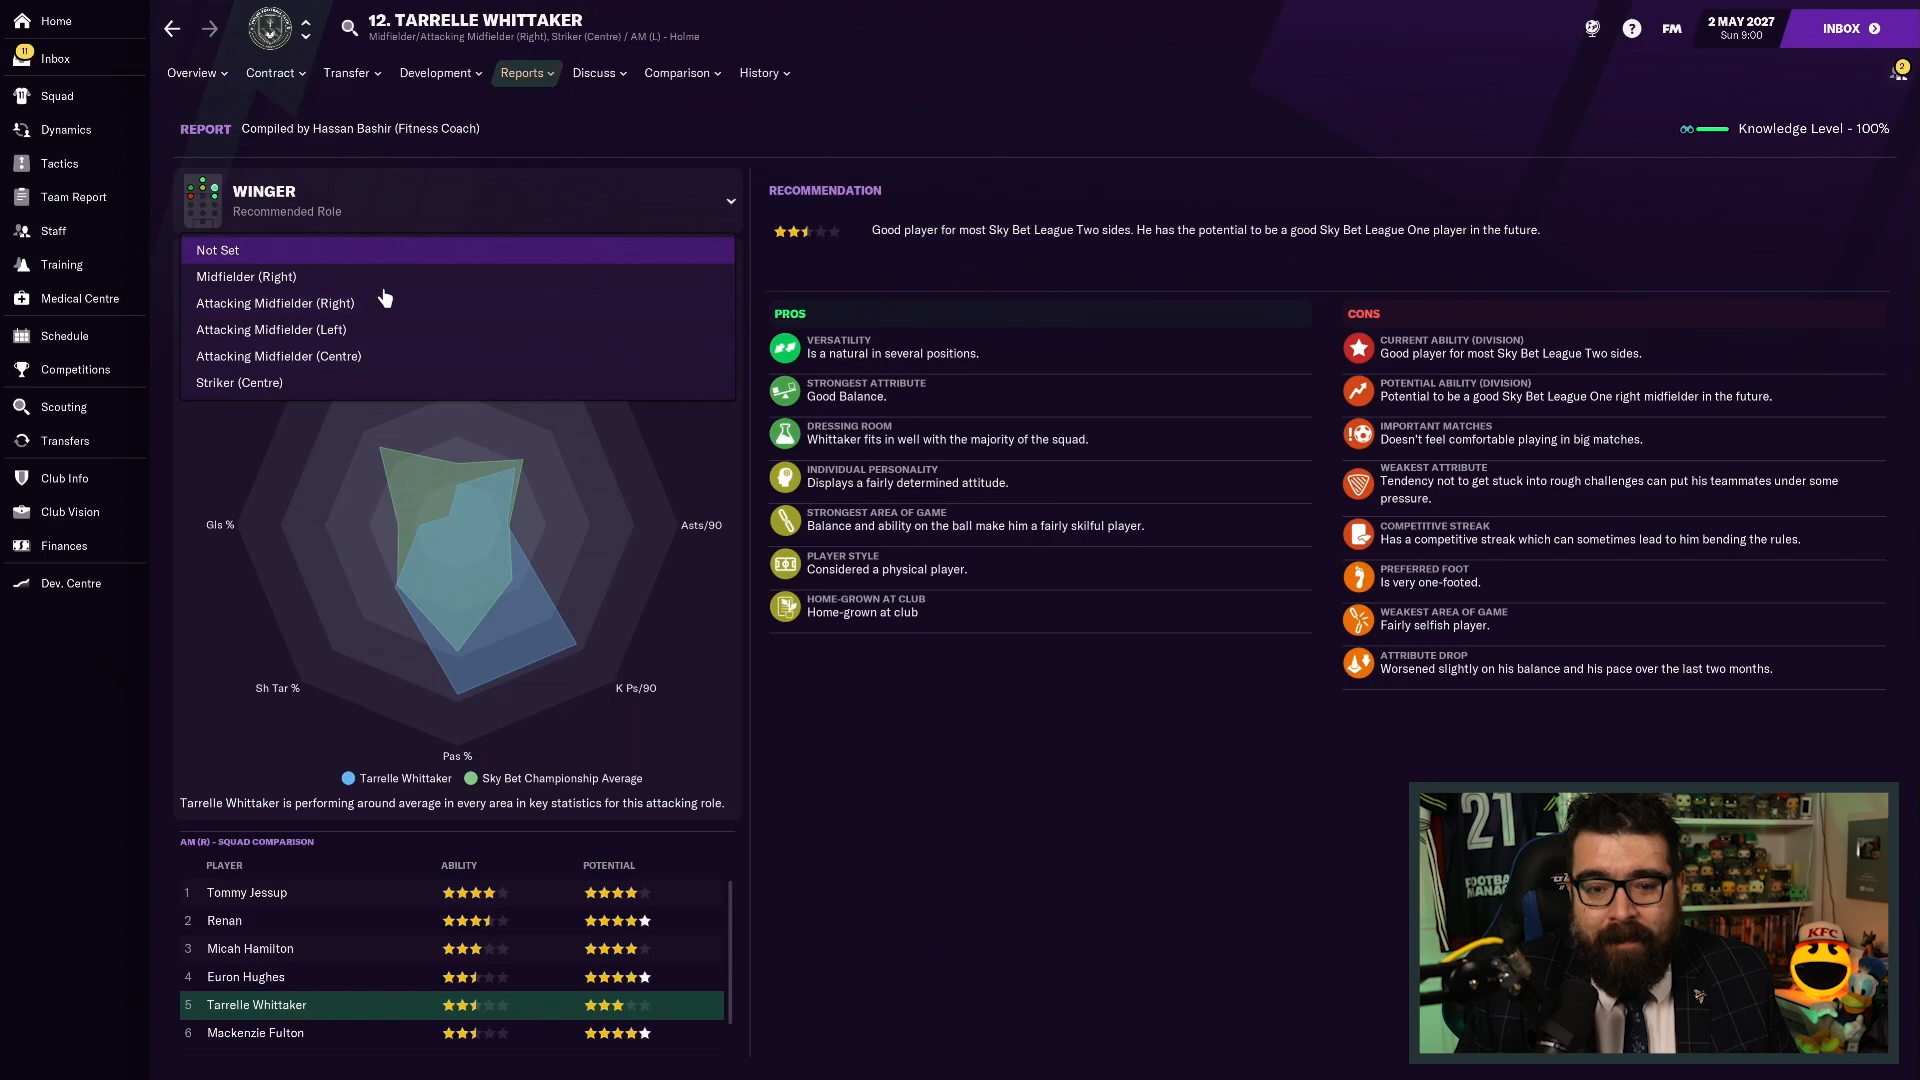 Home
11
Inbox
Squad
Dynamics
Tactics
Team Report
Staff
Training
Medical Centre
Schedule
Competitions
Scouting
Transfers
Club Info
Club Vision
Finances
Dev. Centre
12. TARRELLE WHITTAKER
Midfielder/Attacking Midfielder (Right), Striker (Centre) / AM (L) - Holme
FM
2 MAY 2027
Sun 9:00
INBOX
2
Overview
Contract
Transfer
Development
Reports
Discuss
Comparison
History
REPORT Compiled by Hassan Bashir (Fitness Coach)
Knowledge Level - 100%
WINGER
Recommended Role
Not Set
Midfielder (Right)
Attacking Midfielder (Right)
Attacking Midfielder (Left)
Attacking Midfielder (Centre)
Striker (Centre)
Gls %
Asts/90
Sh Tar %
K Ps/90
Pas %
Tarrelle Whittaker
Sky Bet Championship Average
Tarrelle Whittaker is performing around average in every area in key statistics for this attacking role.
AM (R) - SQUAD COMPARISON
PLAYER ABILITY POTENTIAL
1 Tommy Jessup
2 Renan
3 Micah Hamilton
4 Euron Hughes
5 Tarrelle Whittaker
6 Mackenzie Fulton
RECOMMENDATION
Good player for most Sky Bet League Two sides. He has the potential to be a good Sky Bet League One player in the future.
PROS
VERSATILITY
Is a natural in several positions.
STRONGEST ATTRIBUTE
Good Balance.
DRESSING ROOM
Whittaker fits in well with the majority of the squad.
INDIVIDUAL PERSONALITY
Displays a fairly determined attitude.
STRONGEST AREA OF GAME
Balance and ability on the ball make him a fairly skilful player.
PLAYER STYLE
Considered a physical player.
HOME-GROWN AT CLUB
Home-grown at club
CONS
CURRENT ABILITY (DIVISION)
Good player for most Sky Bet League Two sides.
POTENTIAL ABILITY (DIVISION)
Potential to be a good Sky Bet League One right midfielder in the future.
IMPORTANT MATCHES
Doesn't feel comfortable playing in big matches.
WEAKEST ATTRIBUTE
Tendency not to get stuck into rough challenges can put his teammates under some
pressure.
COMPETITIVE STREAK
Has a competitive streak which can sometimes lead to him bending the rules.
PREFERRED FOOT
Is very one-footed.
WEAKEST AREA OF GAME
Fairly selfish player.
ATTRIBUTE DROP
Worsened slightly on his balance and his pace over the last two months.
21
KFC